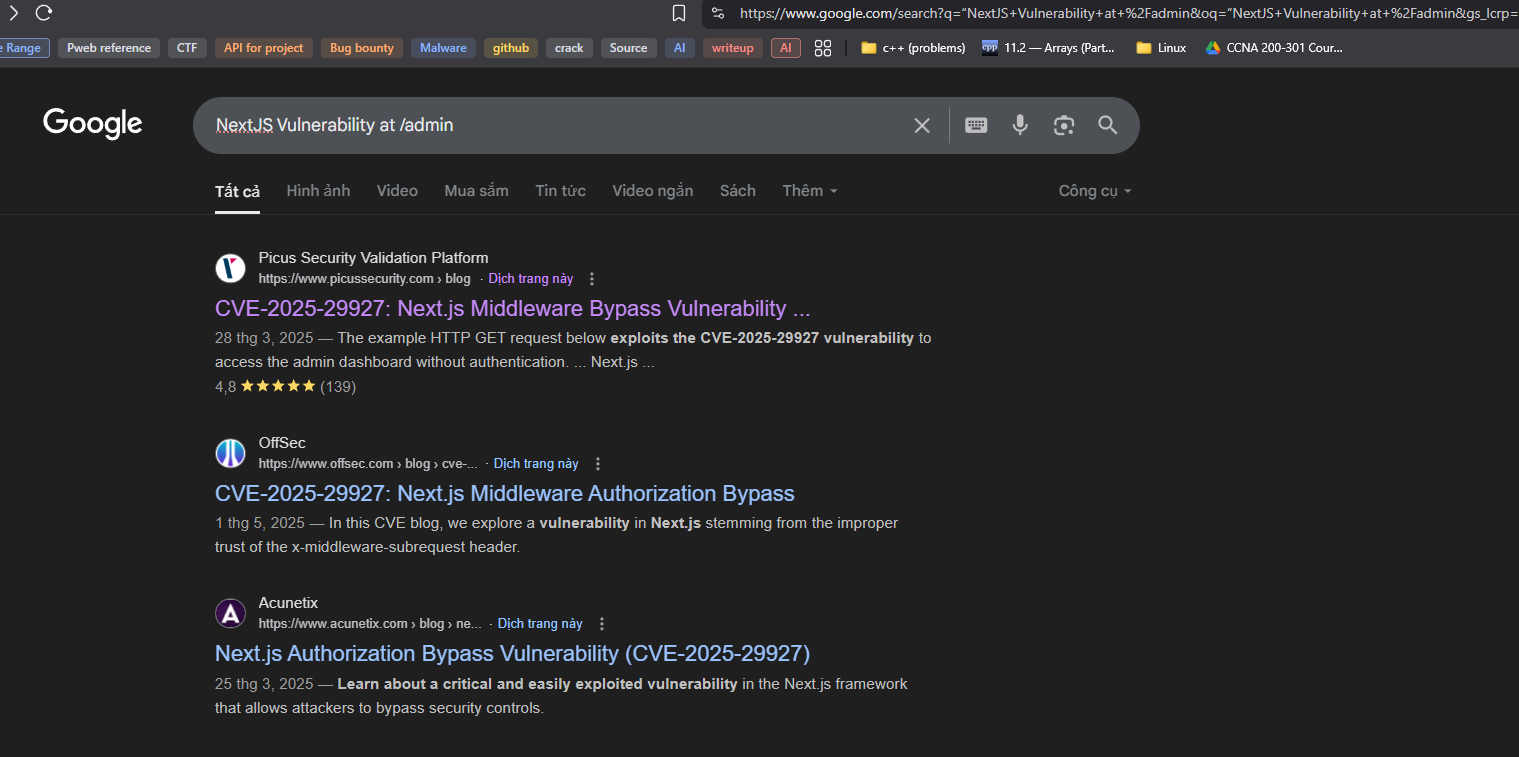 https://www.google.com/search?q="NextJS+Vulnerability+at+%2Fadmin&oq="NextJS+Vulnerability+at+%2Fadmin&gs_lcrp=
e Range Pweb reference CTF API for project Bug bounty Malware github crack Source AI writeup AI c++ (problems) 11.2 — Arrays (Part... Linux CCNA 200-301 Cour...
Google
NextJS Vulnerability at /admin
Tất cả Hình ảnh Video Mua sắm Tin tức Video ngắn Sách Thêm Công cụ
Picus Security Validation Platform
https://www.picussecurity.com › blog · Dịch trang này
CVE-2025-29927: Next.js Middleware Bypass Vulnerability ...
28 thg 3, 2025 — The example HTTP GET request below exploits the CVE-2025-29927 vulnerability to
access the admin dashboard without authentication. ... Next.js ...
4,8 ★★★★★ (139)
OffSec
https://www.offsec.com › blog › cve-... · Dịch trang này
CVE-2025-29927: Next.js Middleware Authorization Bypass
1 thg 5, 2025 — In this CVE blog, we explore a vulnerability in Next.js stemming from the improper
trust of the x-middleware-subrequest header.
Acunetix
https://www.acunetix.com › blog › ne... · Dịch trang này
Next.js Authorization Bypass Vulnerability (CVE-2025-29927)
25 thg 3, 2025 — Learn about a critical and easily exploited vulnerability in the Next.js framework
that allows attackers to bypass security controls.